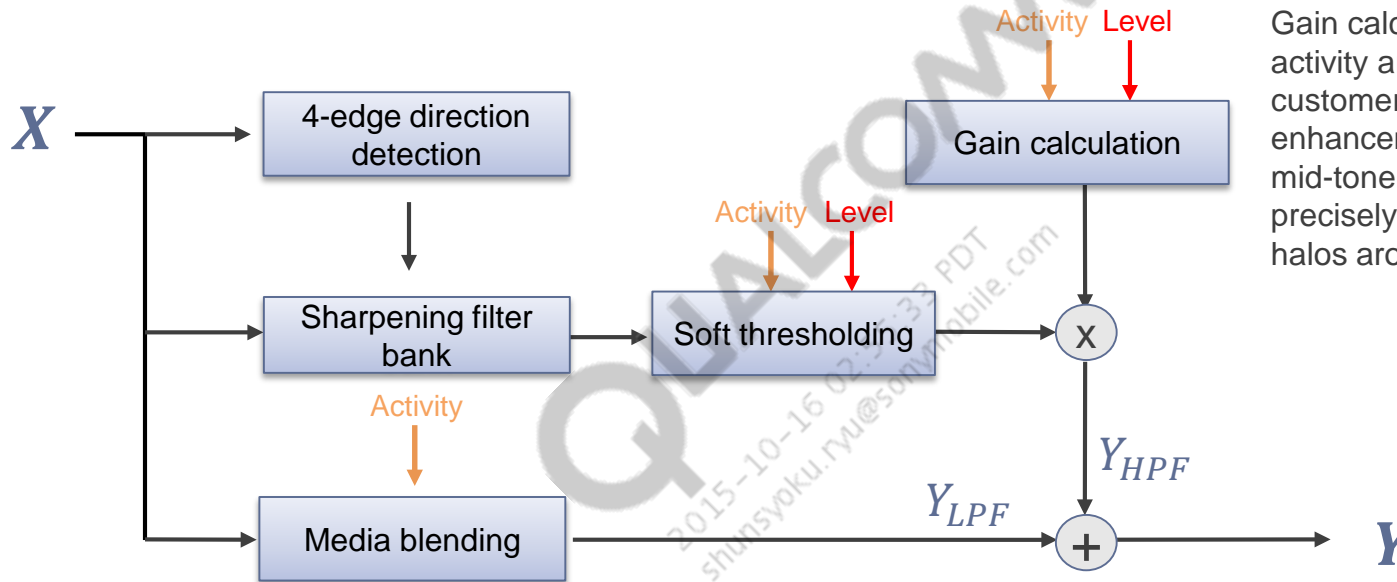 Activity Level
Gain calc
activity a
customer
enhancer
mid-tone
precisely
halos aro
X
4-edge direction
detection
Gain calculation
Activity Level
Sharpening filter
bank
Soft thresholding
x
Activity
Y_HPF
Media blending
Y_LPF
+
Y
QUALCOMM
2015-10-16 02: :33 PDT
shunsyoku.ryu@sonymobile.com